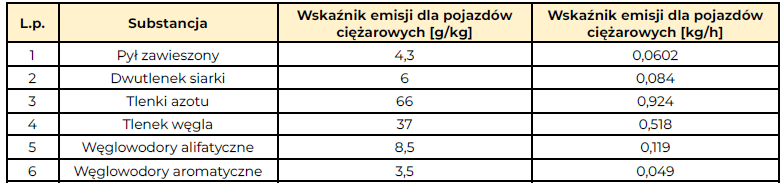 L.p. Substancja Wskaźnik emisji dla pojazdów ciężarowych [g/kg] Wskaźnik emisji dla pojazdów ciężarowych [kg/h]
1 Pył zawieszony 4,3 0,0602
2 Dwutlenek siarki 6 0,084
3 Tlenki azotu 66 0,924
4 Tlenek węgla 37 0,518
5 Węglowodory alifatyczne 8,5 0,119
6 Węglowodory aromatyczne 3,5 0,049